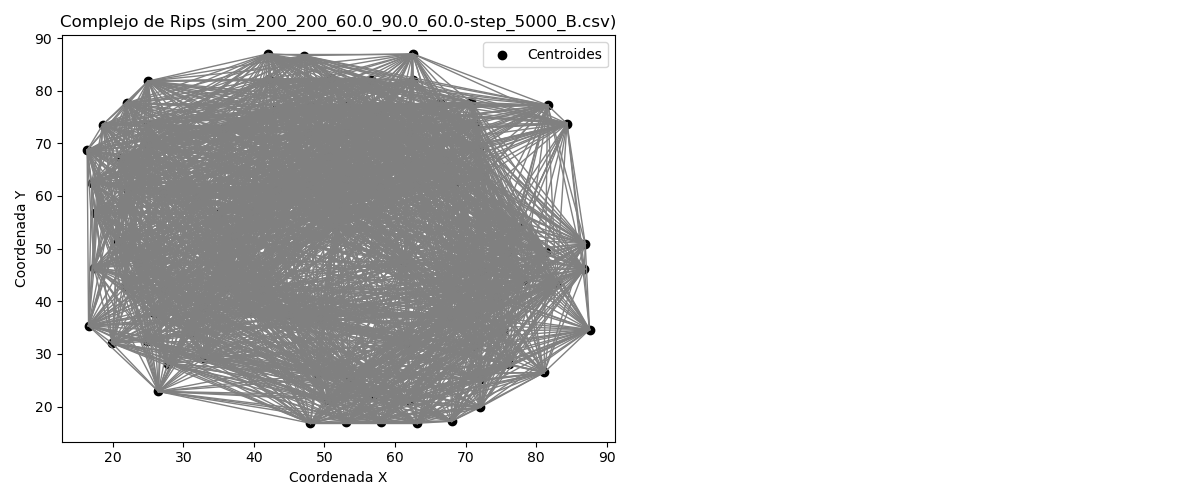 Complejo de Rips (sim_200_200_60.0_90.0_60.0-step_5000_B.csv)
Centroides
Coordenada Y
90
80
70
60
50
40
30
20
20 30 40 50 60 70 80 90
Coordenada X